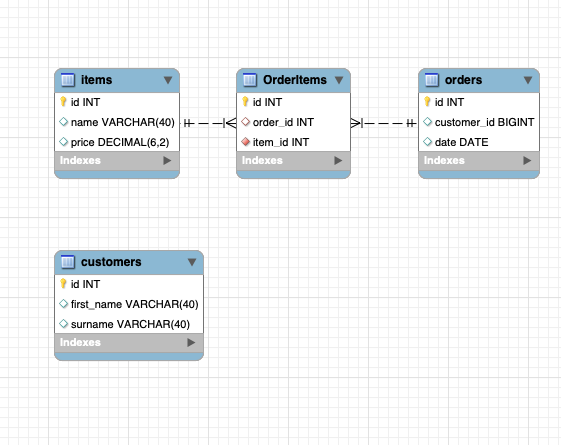 items
id INT
name VARCHAR(40)
price DECIMAL(6,2)
Indexes
OrderItems
id INT
order_id INT
item_id INT
Indexes
orders
id INT
customer_id BIGINT
date DATE
Indexes
customers
id INT
first_name VARCHAR(40)
surname VARCHAR(40)
Indexes